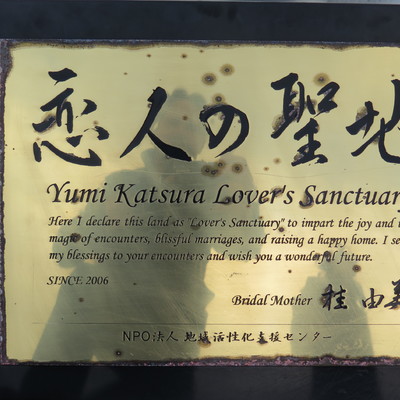 恋人の聖地
Yumi Katsura Lover's Sanctuary
Here I declare this land as "Lover's Sanctuary" to impart the joy and
magic of encounters, blissful marriages, and raising a happy home. I
my blessings to your encounters and wish you a wonderful future.
SINCE 2006
Bridal Mother 桂 由美
NPO法人 地域活性化支援センター